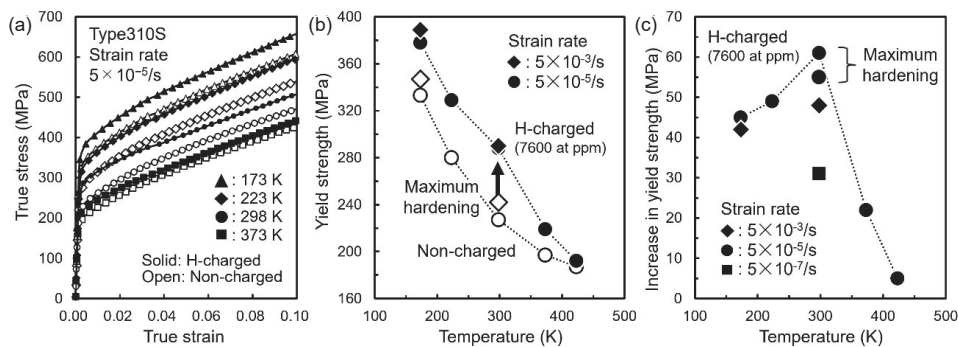 (a)
700
600
500
400
300
200
100
0
True stress (MPa)
Type310S
Strain rate
5 × 10⁻⁵/s
▲ : 173 K
◆ : 223 K
● : 298 K
■ : 373 K
Solid: H-charged
Open: Non-charged
0.00 0.02 0.04 0.06 0.08 0.10
True strain
(b)
400
360
320
280
240
200
160
Yield strength (MPa)
Strain rate
◆ : 5×10⁻³/s
● : 5×10⁻⁵/s
H-charged
(7600 at ppm)
Maximum
hardening
Non-charged
100 200 300 400 500
Temperature (K)
(c)
70
60
50
40
30
20
10
0
Increase in yield strength (MPa)
H-charged
(7600 at ppm)
Maximum
hardening
Strain rate
◆ : 5×10⁻³/s
● : 5×10⁻⁵/s
■ : 5×10⁻⁷/s
100 200 300 400 500
Temperature (K)